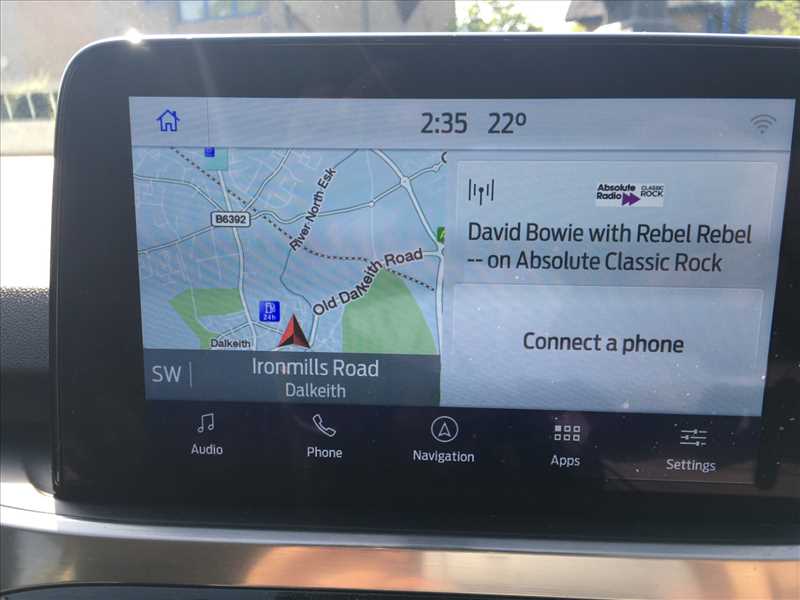 2:35 22º
B6392
River North Esk
Old Dalkeith Road
24h
Dalkeith
SW
Ironmills Road
Dalkeith
Absolute
Radio
CLASSIC
ROCK
David Bowie with Rebel Rebel
-- on Absolute Classic Rock
Connect a phone
Audio
Phone
Navigation
Apps
Settings